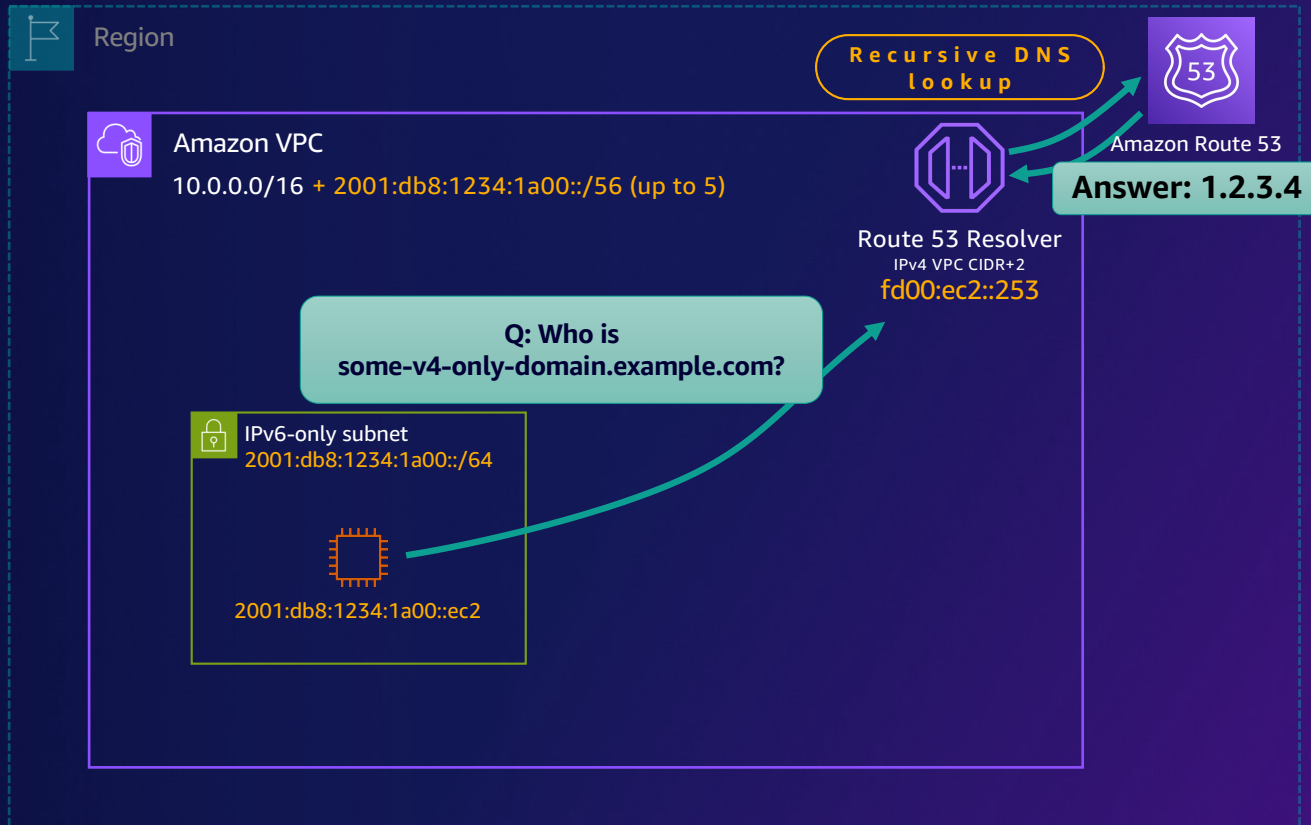 Region
Recursive DNS
lookup
53
Amazon Route 53
Amazon VPC
10.0.0.0/16 + 2001:db8:1234:1a00::/56 (up to 5)
Answer: 1.2.3.4
Route 53 Resolver
IPv4 VPC CIDR+2
fd00:ec2::253
Q: Who is
some-v4-only-domain.example.com?
IPv6-only subnet
2001:db8:1234:1a00::/64
2001:db8:1234:1a00::ec2